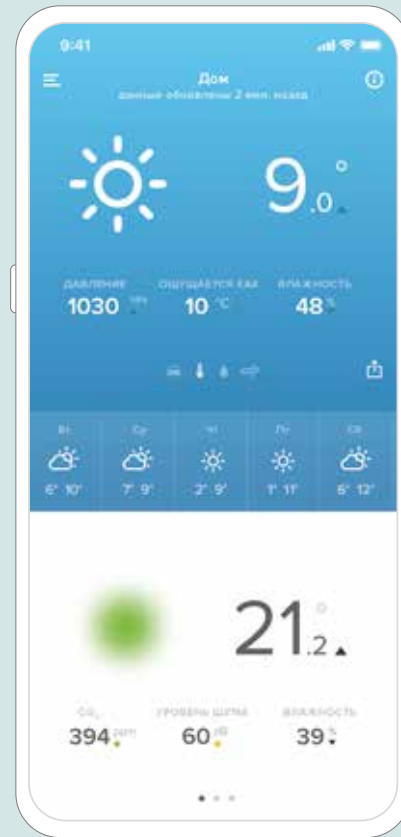 9:41
Дом
данные обновлены 2 мин. назад
9.0°
ДАВЛЕНИЕ ОЩУЩАЕТСЯ КАК ВЛАЖНОСТЬ
1030 10 °C 48 %
Вт Ср Чт Пт Сб
6° 10° 7° 9° 2° 9° 1° 11° 6° 12°
21.2°
CO₂ УРОВЕНЬ ШУМА ВЛАЖНОСТЬ
394 ppm 60 дБ 39 %